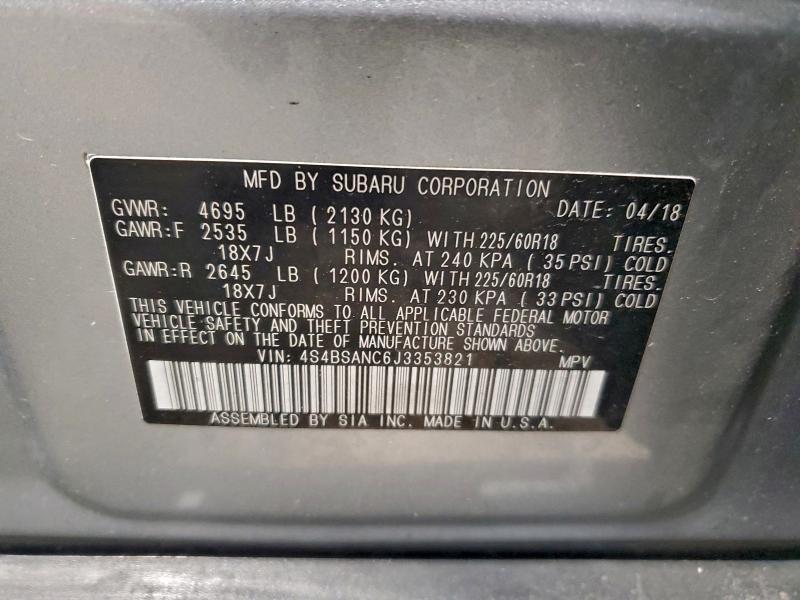 MFD BY SUBARU CORPORATION
GVWR: 4695 LB ( 2130 KG) DATE: 04/18
GAWR:F 2535 LB ( 1150 KG) WITH 225/60R18 TIRES.
18X7J RIMS. AT 240 KPA ( 35 PSI) COLD
GAWR:R 2645 LB ( 1200 KG) WITH 225/60R18 TIRES.
18X7J RIMS. AT 230 KPA ( 33 PSI) COLD
THIS VEHICLE CONFORMS TO ALL APPLICABLE FEDERAL MOTOR
VEHICLE SAFETY AND THEFT PREVENTION STANDARDS
IN EFFECT ON THE DATE OF MANUFACTURE SHOWN ABOVE.
VIN: 4S4BSANC6J3353821 MPV
ASSEMBLED BY SIA INC. MADE IN U.S.A.